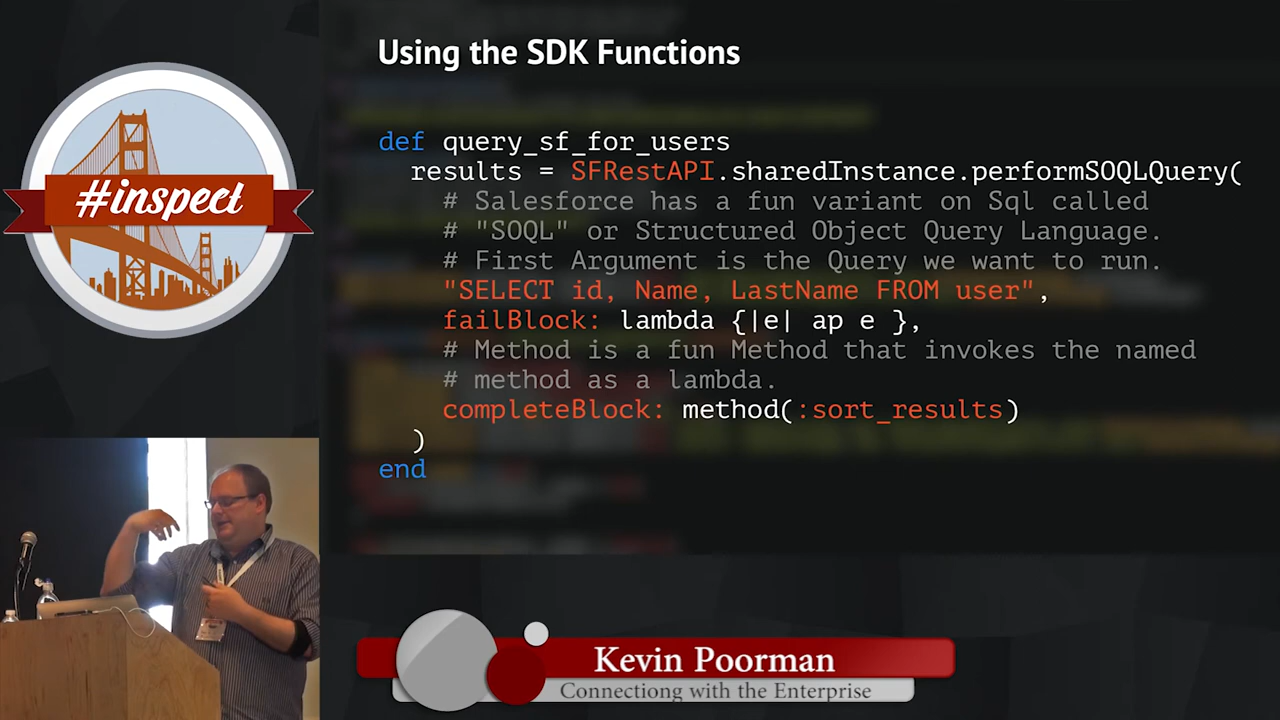 Using the SDK Functions
#inspect
def query_sf_for_users
results = SFRestAPI.sharedInstance.performSOQLQuery(
# Salesforce has a fun variant on Sql called
# "SOQL" or Structured Object Query Language.
# First Argument is the Query we want to run.
"SELECT id, Name, LastName FROM user",
failBlock: lambda {|e| ap e },
# Method is a fun Method that invokes the named
# method as a lambda.
completeBlock: method(:sort_results)
)
end
Kevin Poorman
Connectiong with the Enterprise